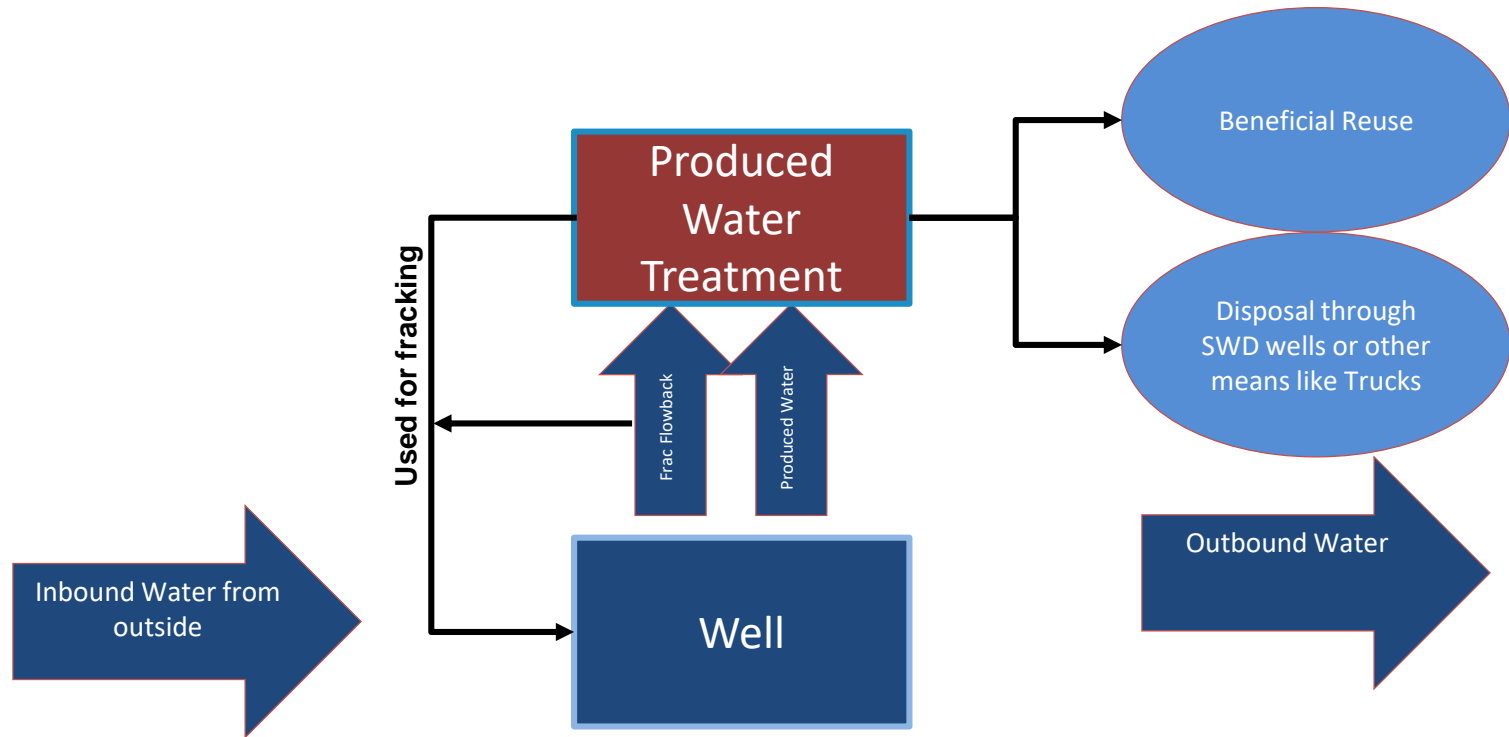 Beneficial Reuse
Produced
Water
Treatment
Used for fracking
Disposal through
SWD wells or other
means like Trucks
Frac Flowback
Produced Water
Inbound Water from
outside
Well
Outbound Water